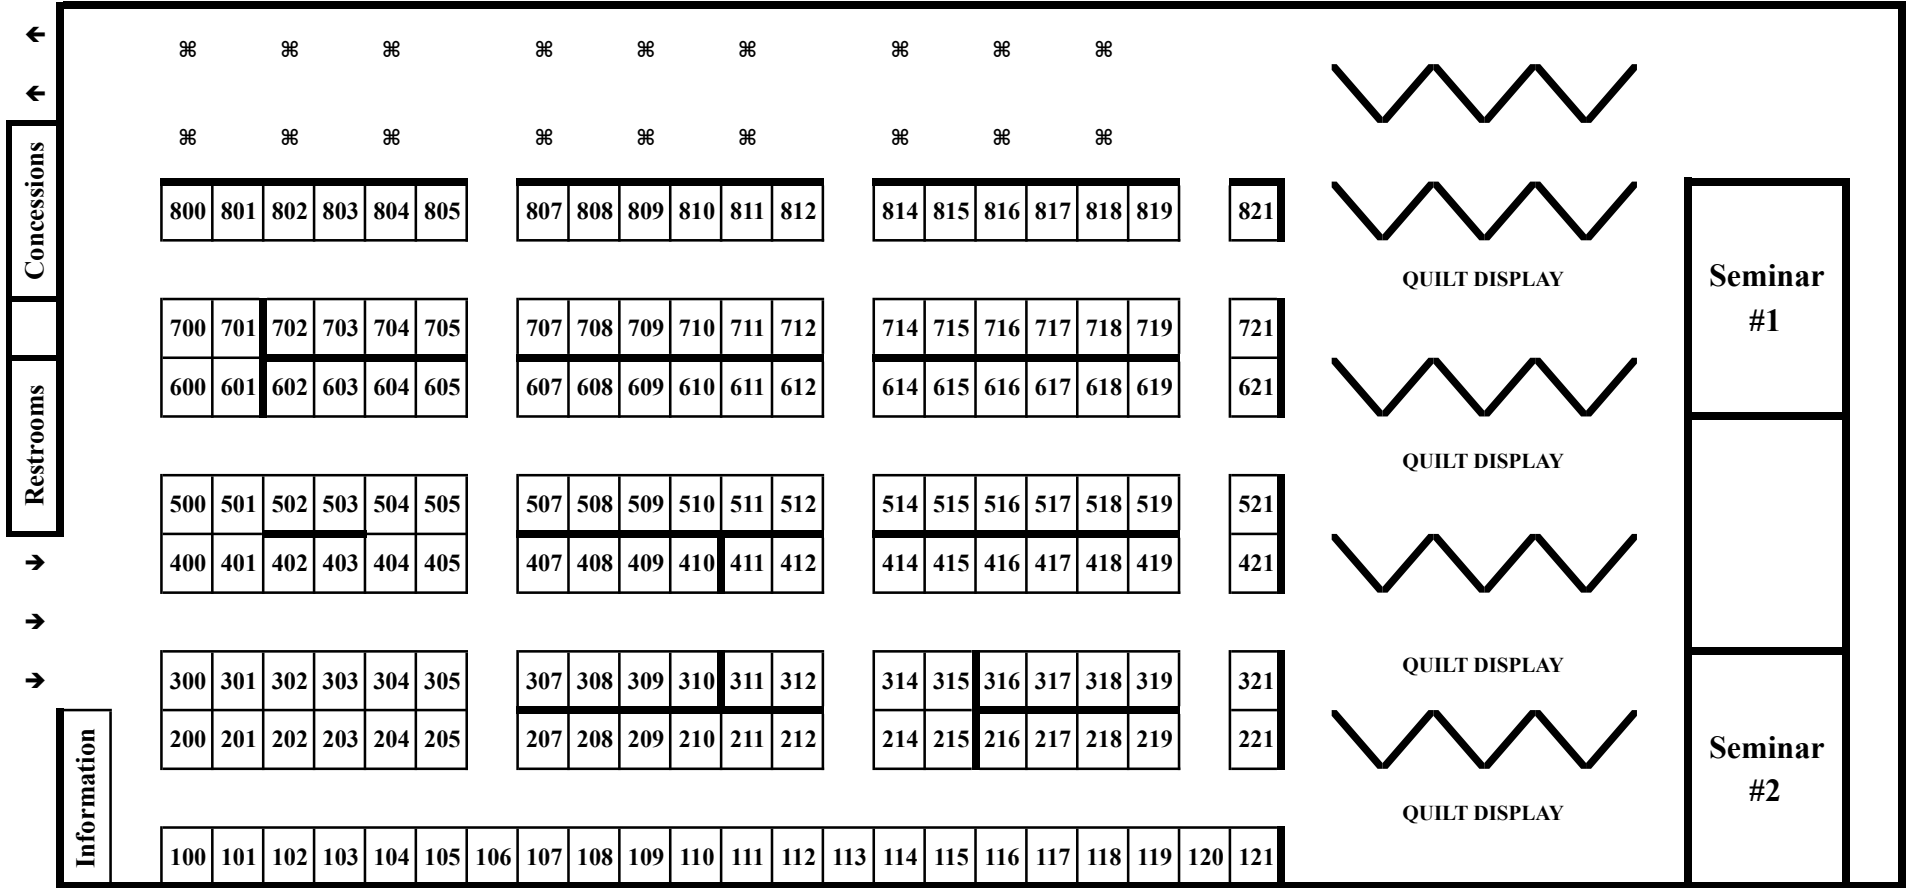 🡨 ⌘ ⌘ ⌘ ⌘ ⌘ ⌘ ⌘ ⌘ ⌘
🡨
⌘ ⌘ ⌘ ⌘ ⌘ ⌘ ⌘ ⌘ ⌘
Concessions
800 801 802 803 804 805 807 808 809 810 811 812 814 815 816 817 818 819 821
QUILT DISPLAY
Seminar
#1
700 701 702 703 704 705 707 708 709 710 711 712 714 715 716 717 718 719 721
600 601 602 603 604 605 607 608 609 610 611 612 614 615 616 617 618 619 621
Restrooms
QUILT DISPLAY
500 501 502 503 504 505 507 508 509 510 511 512 514 515 516 517 518 519 521
400 401 402 403 404 405 407 408 409 410 411 412 414 415 416 417 418 419 421
🡪
🡪
QUILT DISPLAY
🡪 300 301 302 303 304 305 307 308 309 310 311 312 314 315 316 317 318 319 321
200 201 202 203 204 205 207 208 209 210 211 212 214 215 216 217 218 219 221
Seminar
#2
Information
QUILT DISPLAY
100 101 102 103 104 105 106 107 108 109 110 111 112 113 114 115 116 117 118 119 120 121